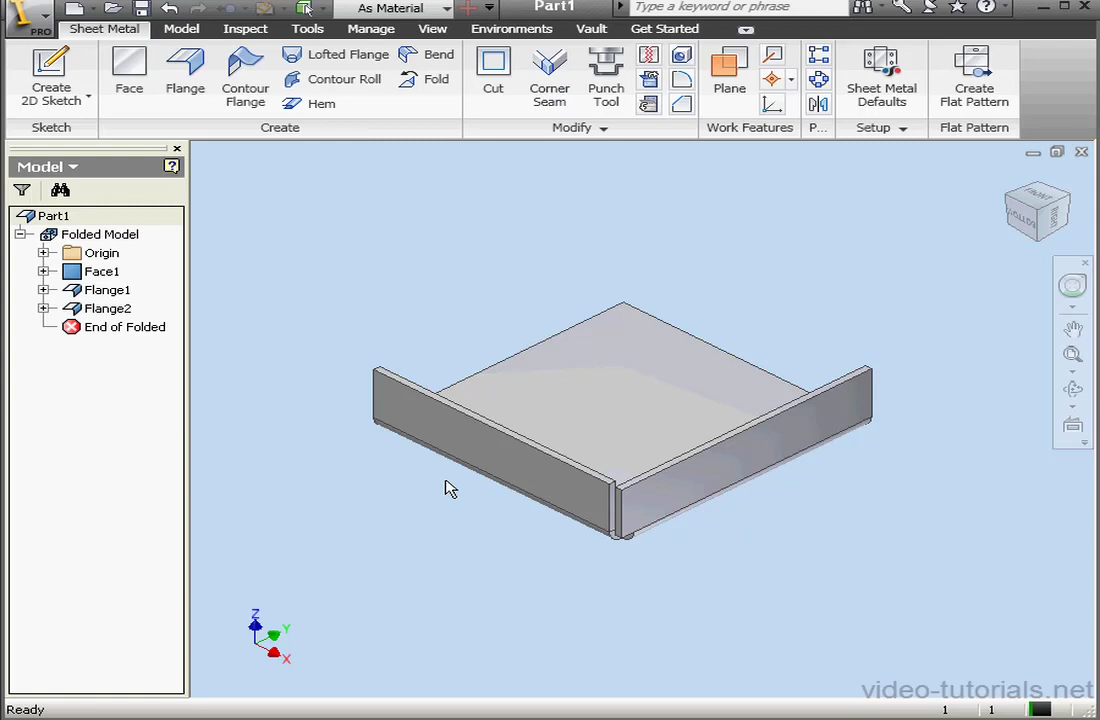 As Material
Part1
Type a keyword or phrase
PRO
Sheet Metal
Model
Inspect
Tools
Manage
View
Environments
Vault
Get Started
Create
2D Sketch
Face
Flange
Contour
Flange
Lofted Flange
Contour Roll
Hem
Bend
Fold
Cut
Corner
Seam
Punch
Tool
Plane
Sheet Metal
Defaults
Create
Flat Pattern
Sketch
Create
Modify
Work Features
P...
Setup
Flat Pattern
Model
Part1
Folded Model
Origin
Face1
Flange1
Flange2
End of Folded
FRONT
RIGHT
BOTTOM
Z
Y
X
video-tutorials.net
Ready
1
1